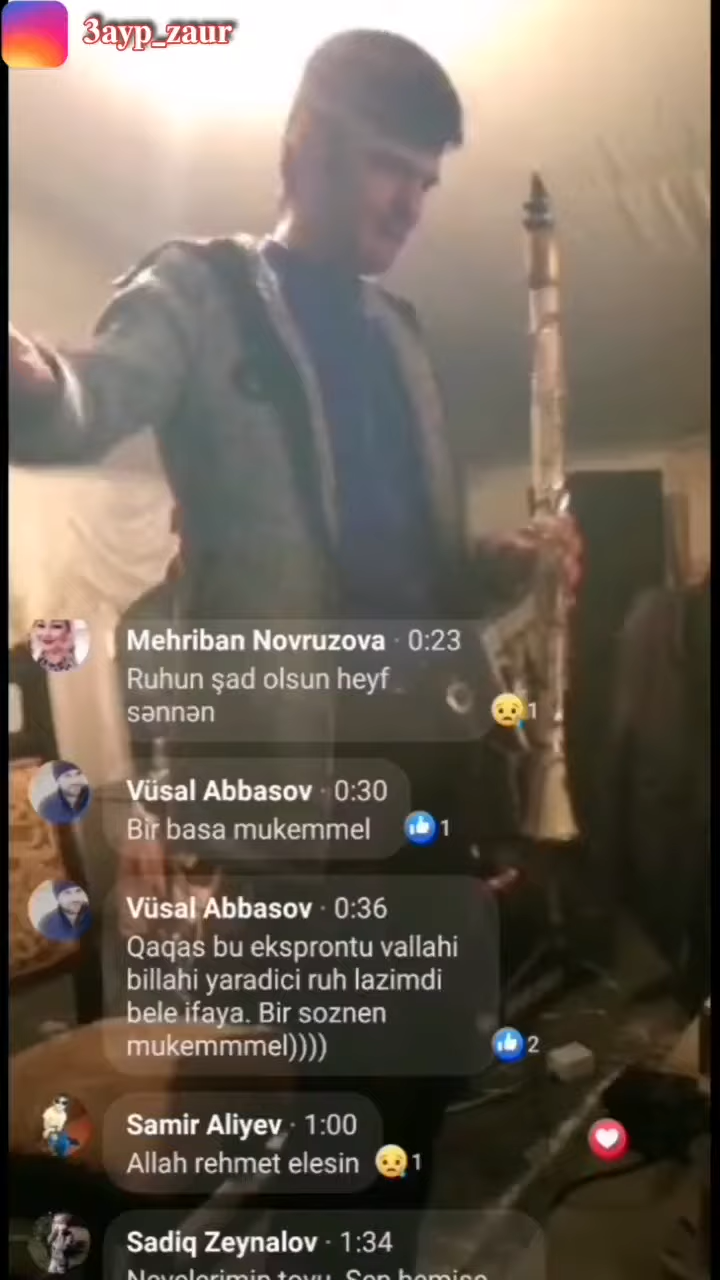 3ayp_zaur
Mehriban Novruzova · 0:23
Ruhun şad olsun heyf
sənnən
1
Vüsal Abbasov · 0:30
Bir basa mukemmel
1
Vüsal Abbasov · 0:36
Qaqas bu eksprontu vallahi
billahi yaradici ruh lazimdi
bele ifaya. Bir soznen
mukemmmel))))
2
Samir Aliyev · 1:00
Allah rehmet elesin
1
Sadiq Zeynalov · 1:34